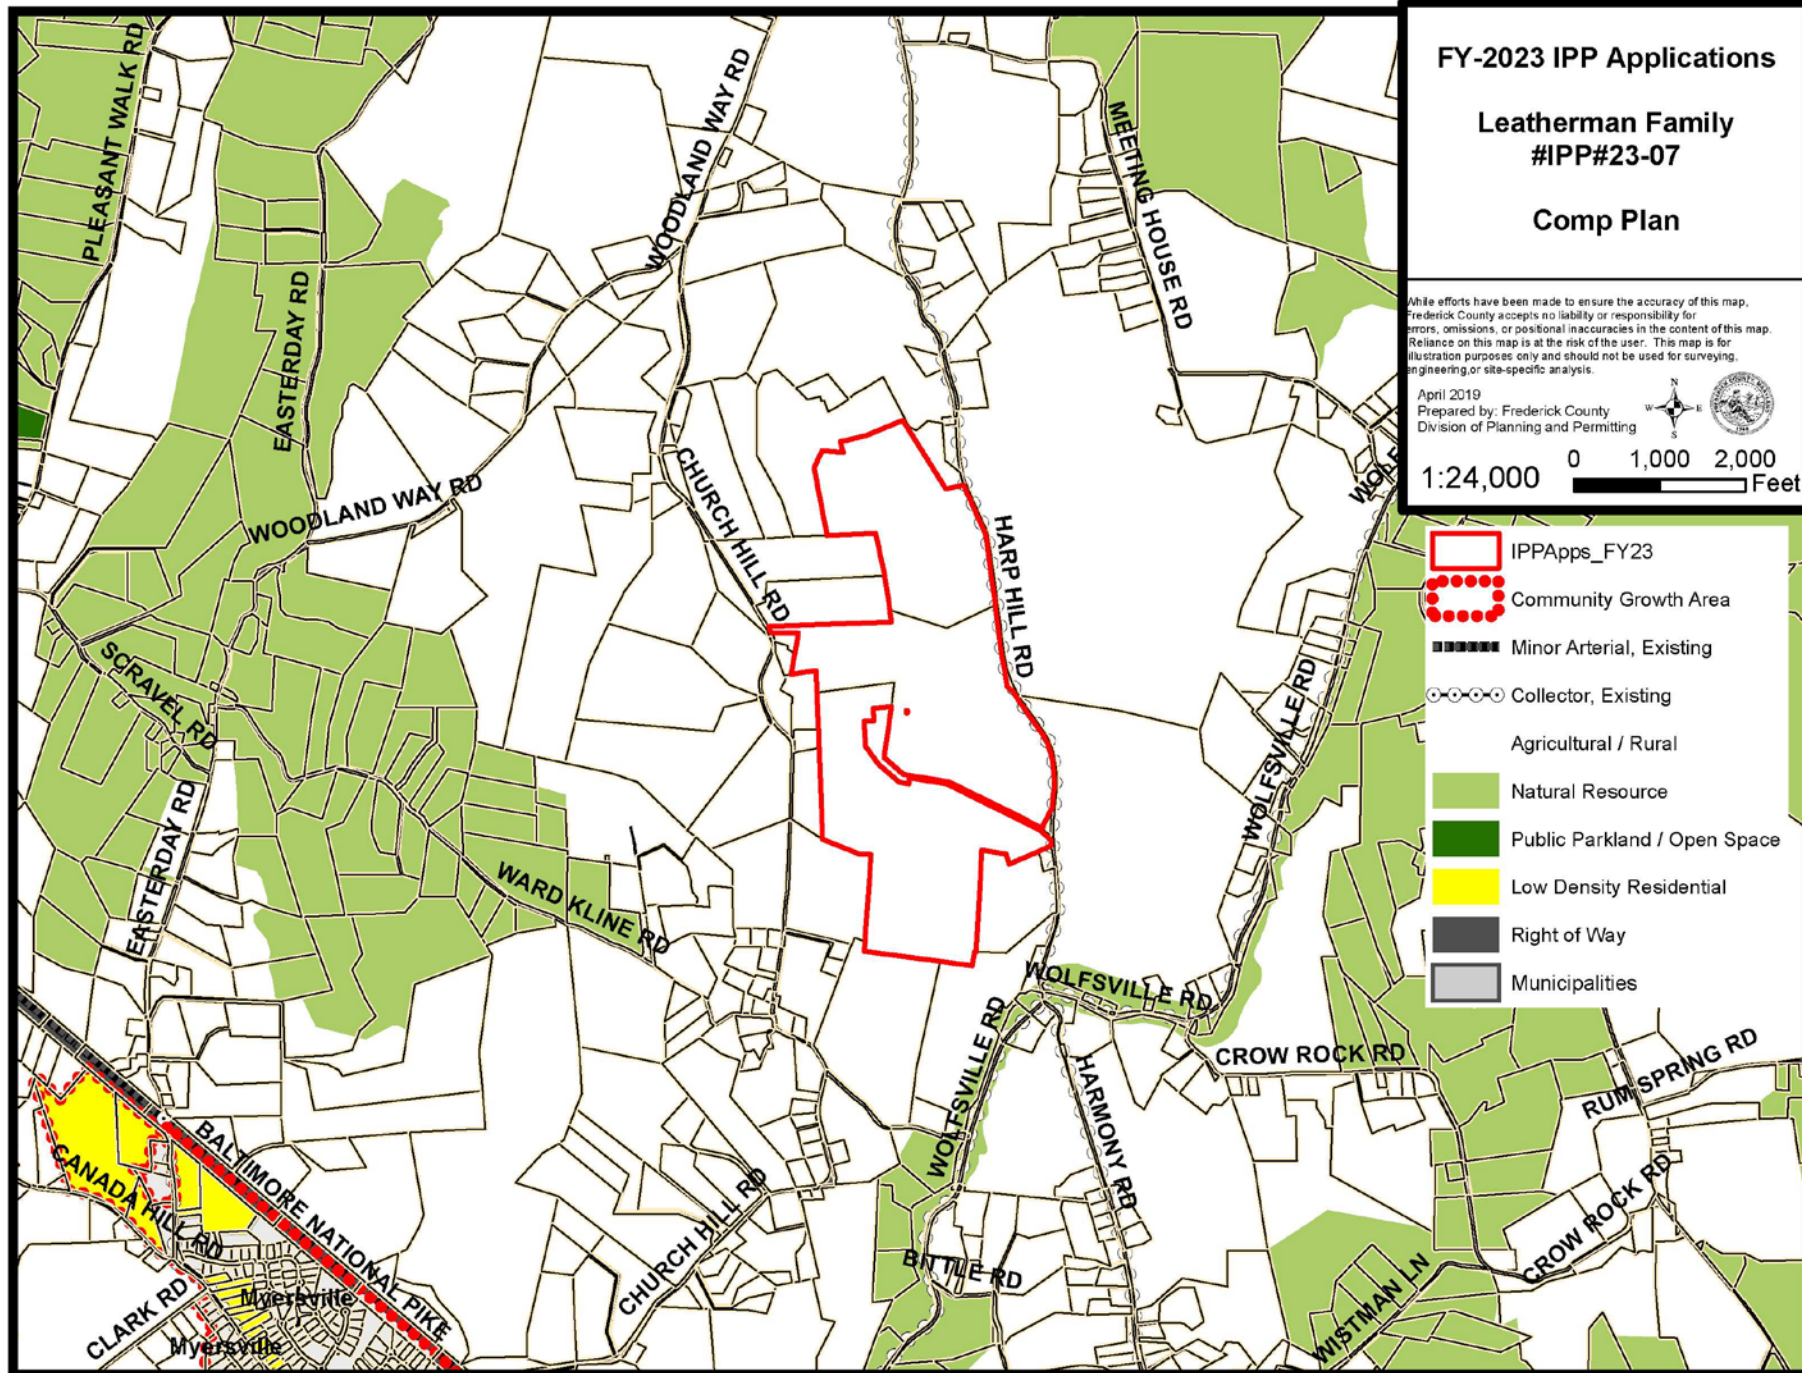 FY-2023 IPP Applications
Leatherman Family
#IPP#23-07
Comp Plan
While efforts have been made to ensure the accuracy of this map,
Frederick County accepts no liability or responsibility for
errors, omissions, or positional inaccuracies in the content of this map.
Reliance on this map is at the risk of the user. This map is for
illustration purposes only and should not be used for surveying,
engineering,or site-specific analysis.
April 2019
Prepared by: Frederick County
Division of Planning and Permitting
N
W
E
S
1:24,000
0 1,000 2,000
Feet
IPPApps_FY23
Community Growth Area
Minor Arterial, Existing
Collector, Existing
Agricultural / Rural
Natural Resource
Public Parkland / Open Space
Low Density Residential
Right of Way
Municipalities
PLEASANT WALK RD
WOODLAND WAY RD
MEETING HOUSE RD
EASTERDAY RD
WOODLAND WAY RD
CHURCH HILL RD
HARP HILL RD
WOLF
SCRAVEL RD
WOLFSVILLE RD
EASTERDAY RD
WARD KLINE RD
WOLFSVILLE RD
WOLFSVILLE RD
CROW ROCK RD
RUM SPRING RD
HARMONY RD
BALTIMORE NATIONAL PIKE
CANADA HILL RD
CHURCH HILL RD
CROW ROCK RD
BITTLE RD
WISTMAN LN
CLARK RD
Myersville
Myersville